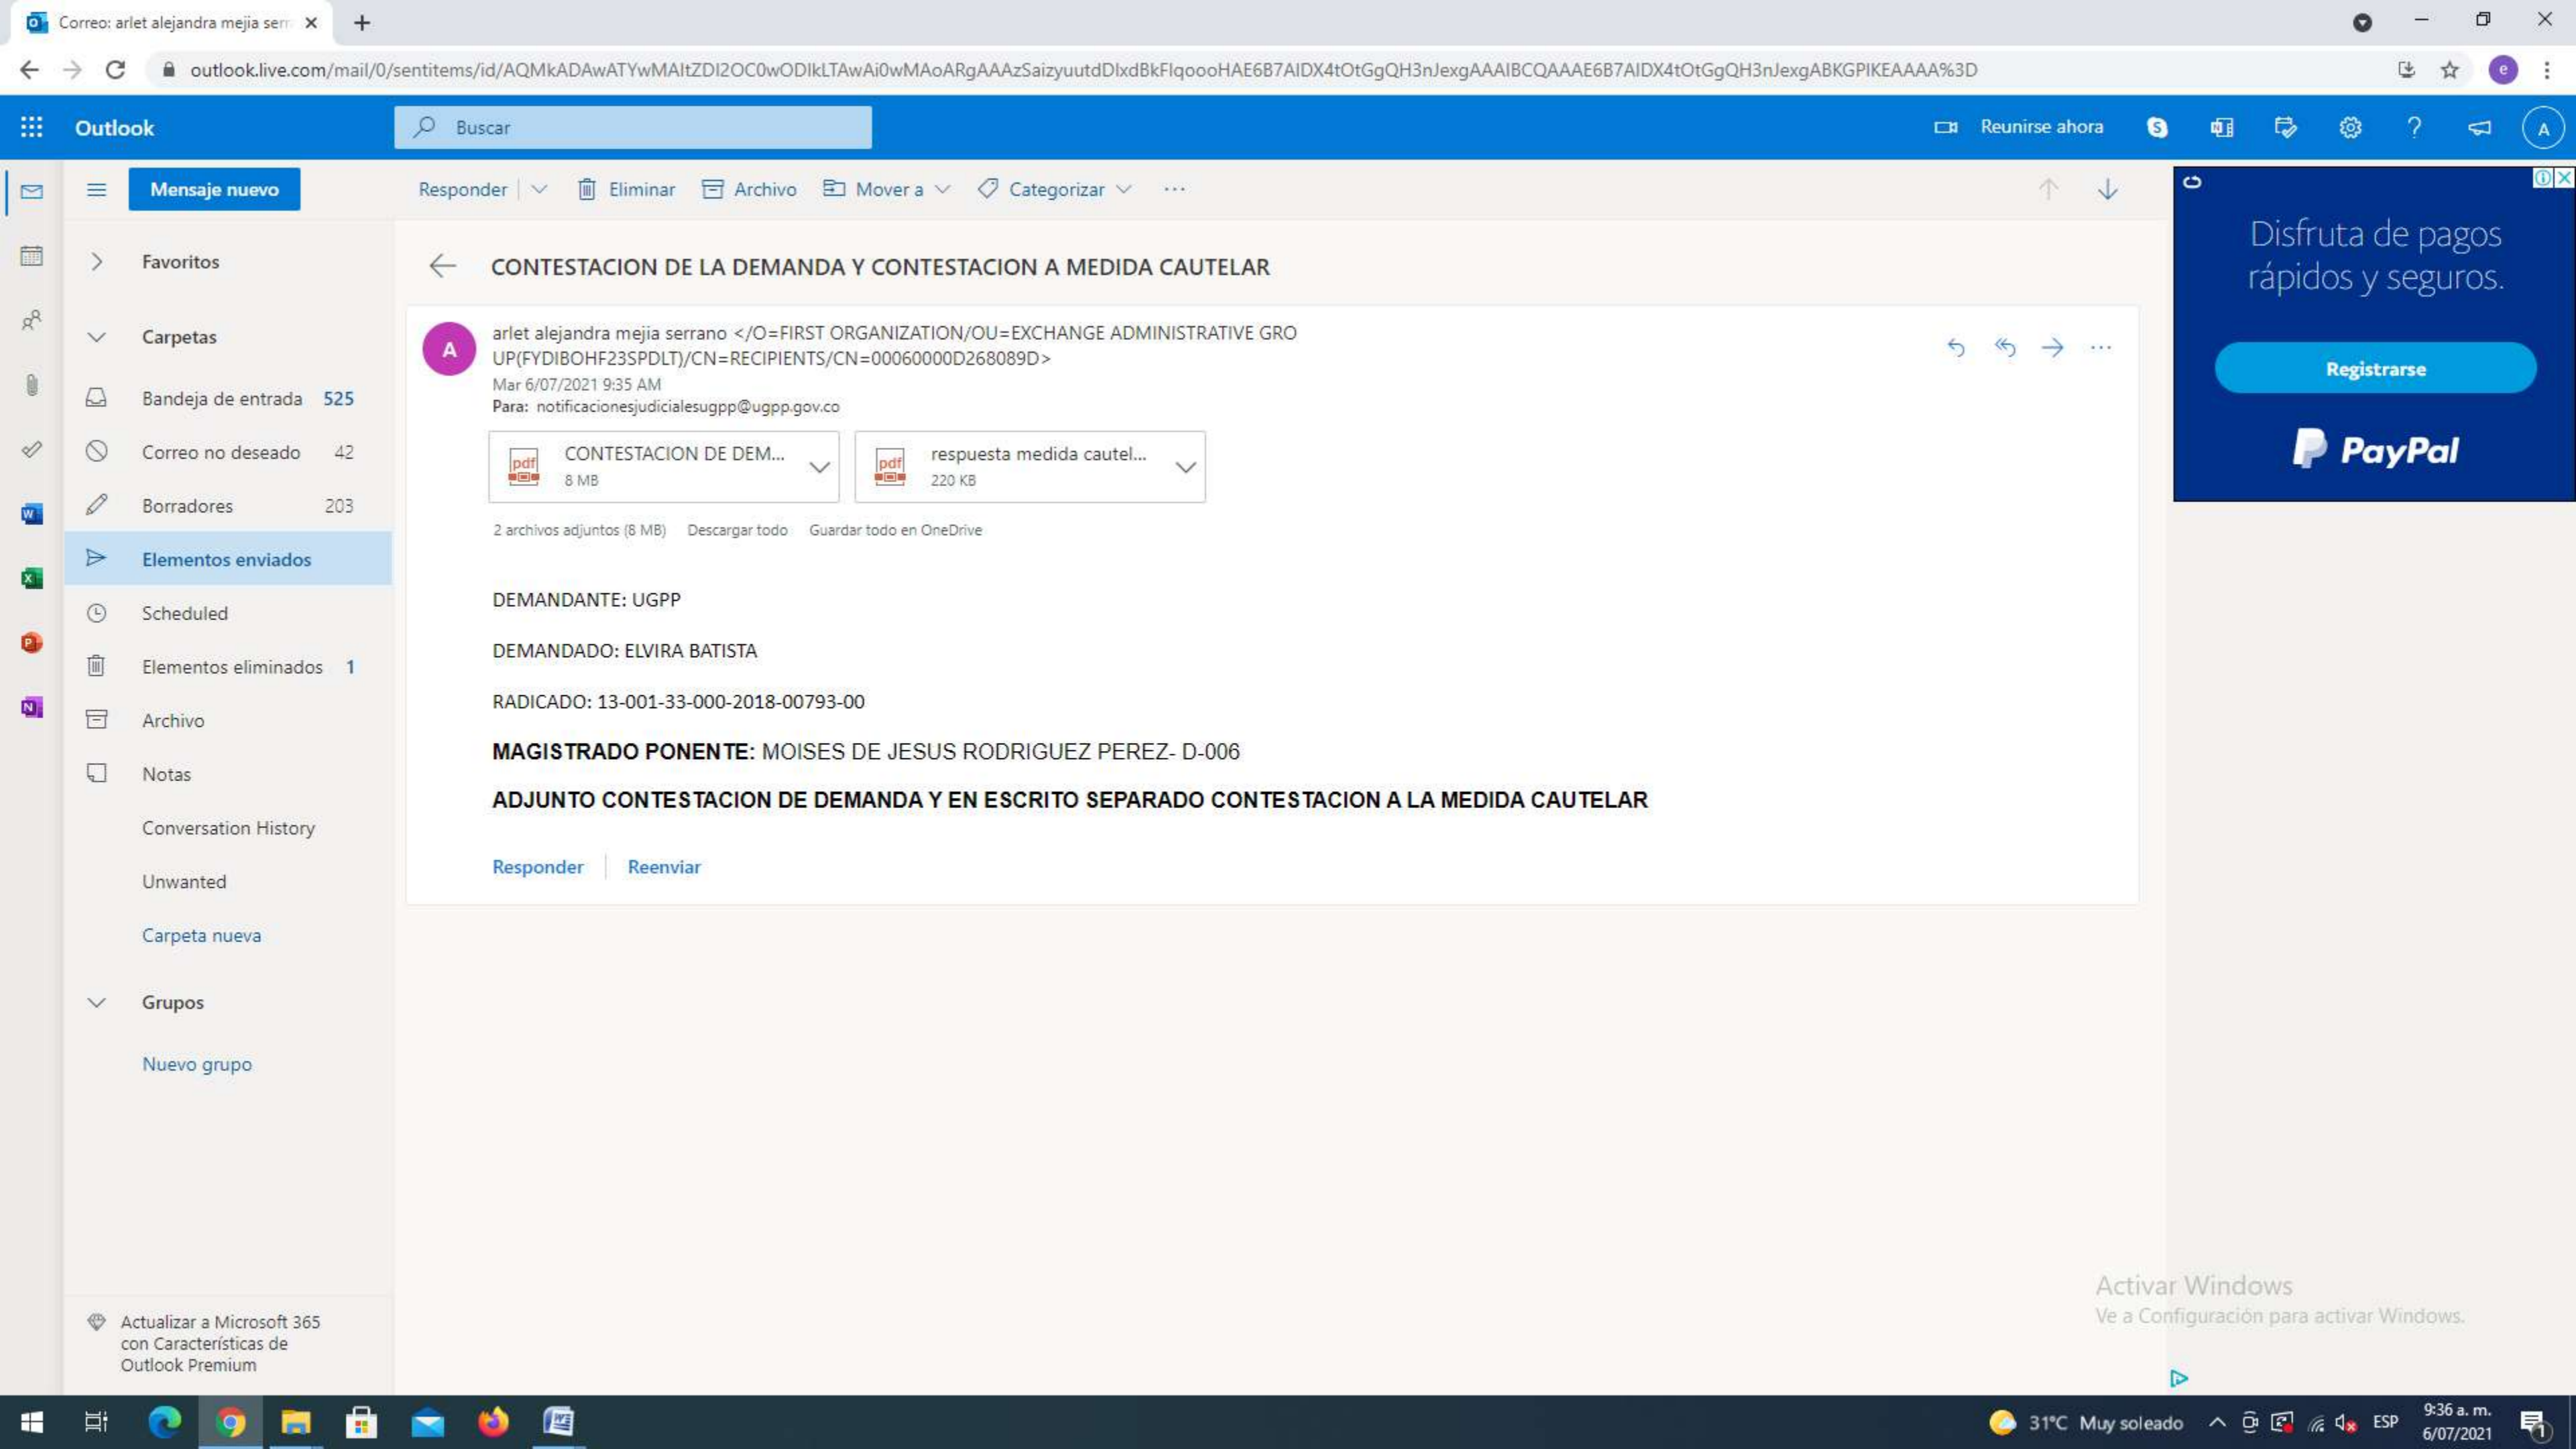 Correo: arlet alejandra mejia serr
outlook.live.com/mail/0/sentitems/id/
Outlook
Buscar
Reunirse ahora
A
Mensaje nuevo
Responder
Eliminar
Archivo
Mover a
Categorizar
Favoritos
Carpetas
Bandeja de entrada 525
Correo no deseado 42
Borradores 203
Elementos enviados
Scheduled
Elementos eliminados 1
Archivo
Notas
Conversation History
Unwanted
Carpeta nueva
Grupos
Nuevo grupo
Actualizar a Microsoft 365
con Características de
Outlook Premium
CONTESTACION DE LA DEMANDA Y CONTESTACION A MEDIDA CAUTELAR
A
arlet alejandra mejia serrano </O=FIRST ORGANIZATION/OU=EXCHANGE ADMINISTRATIVE GRO
UP(FYDIBOHF23SPDLT)/CN=RECIPIENTS/CN=00060000D268089D>
Mar 6/07/2021 9:35 AM
Para: notificacionesjudicialesugpp@ugpp.gov.co
pdf
CONTESTACION DE DEM...
8 MB
pdf
respuesta medida cautel...
220 KB
2 archivos adjuntos (8 MB) Descargar todo Guardar todo en OneDrive
DEMANDANTE: UGPP
DEMANDADO: ELVIRA BATISTA
RADICADO: 13-001-33-000-2018-00793-00
MAGISTRADO PONENTE: MOISES DE JESUS RODRIGUEZ PEREZ- D-006
ADJUNTO CONTESTACION DE DEMANDA Y EN ESCRITO SEPARADO CONTESTACION A LA MEDIDA CAUTELAR
Responder Reenviar
Disfruta de pagos
rápidos y seguros.
Registrarse
PayPal
Activar Windows
Ve a Configuración para activar Windows.
31°C Muy soleado
ESP
9:36 a. m.
6/07/2021
1